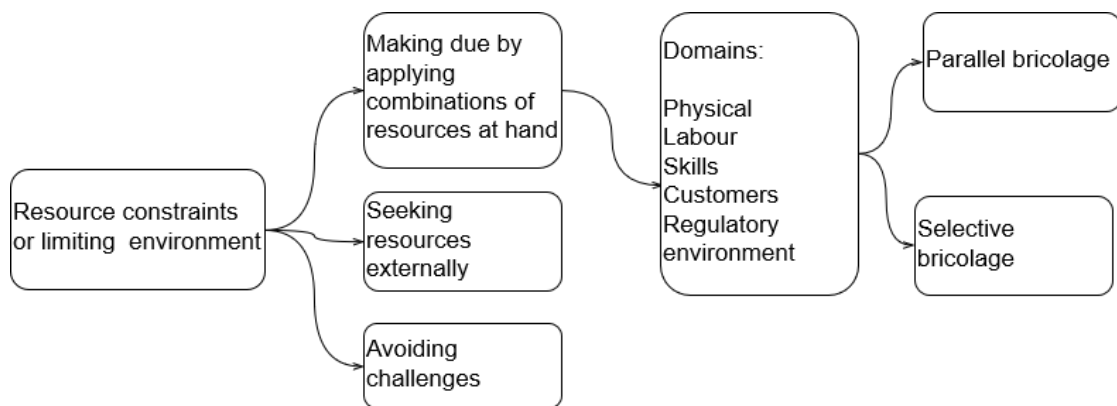 Resource constraints
or limiting environment
Making due by
applying
combinations of
resources at hand
Seeking
resources
externally
Avoiding
challenges
Domains:
Physical
Labour
Skills
Customers
Regulatory
environment
Parallel bricolage
Selective
bricolage